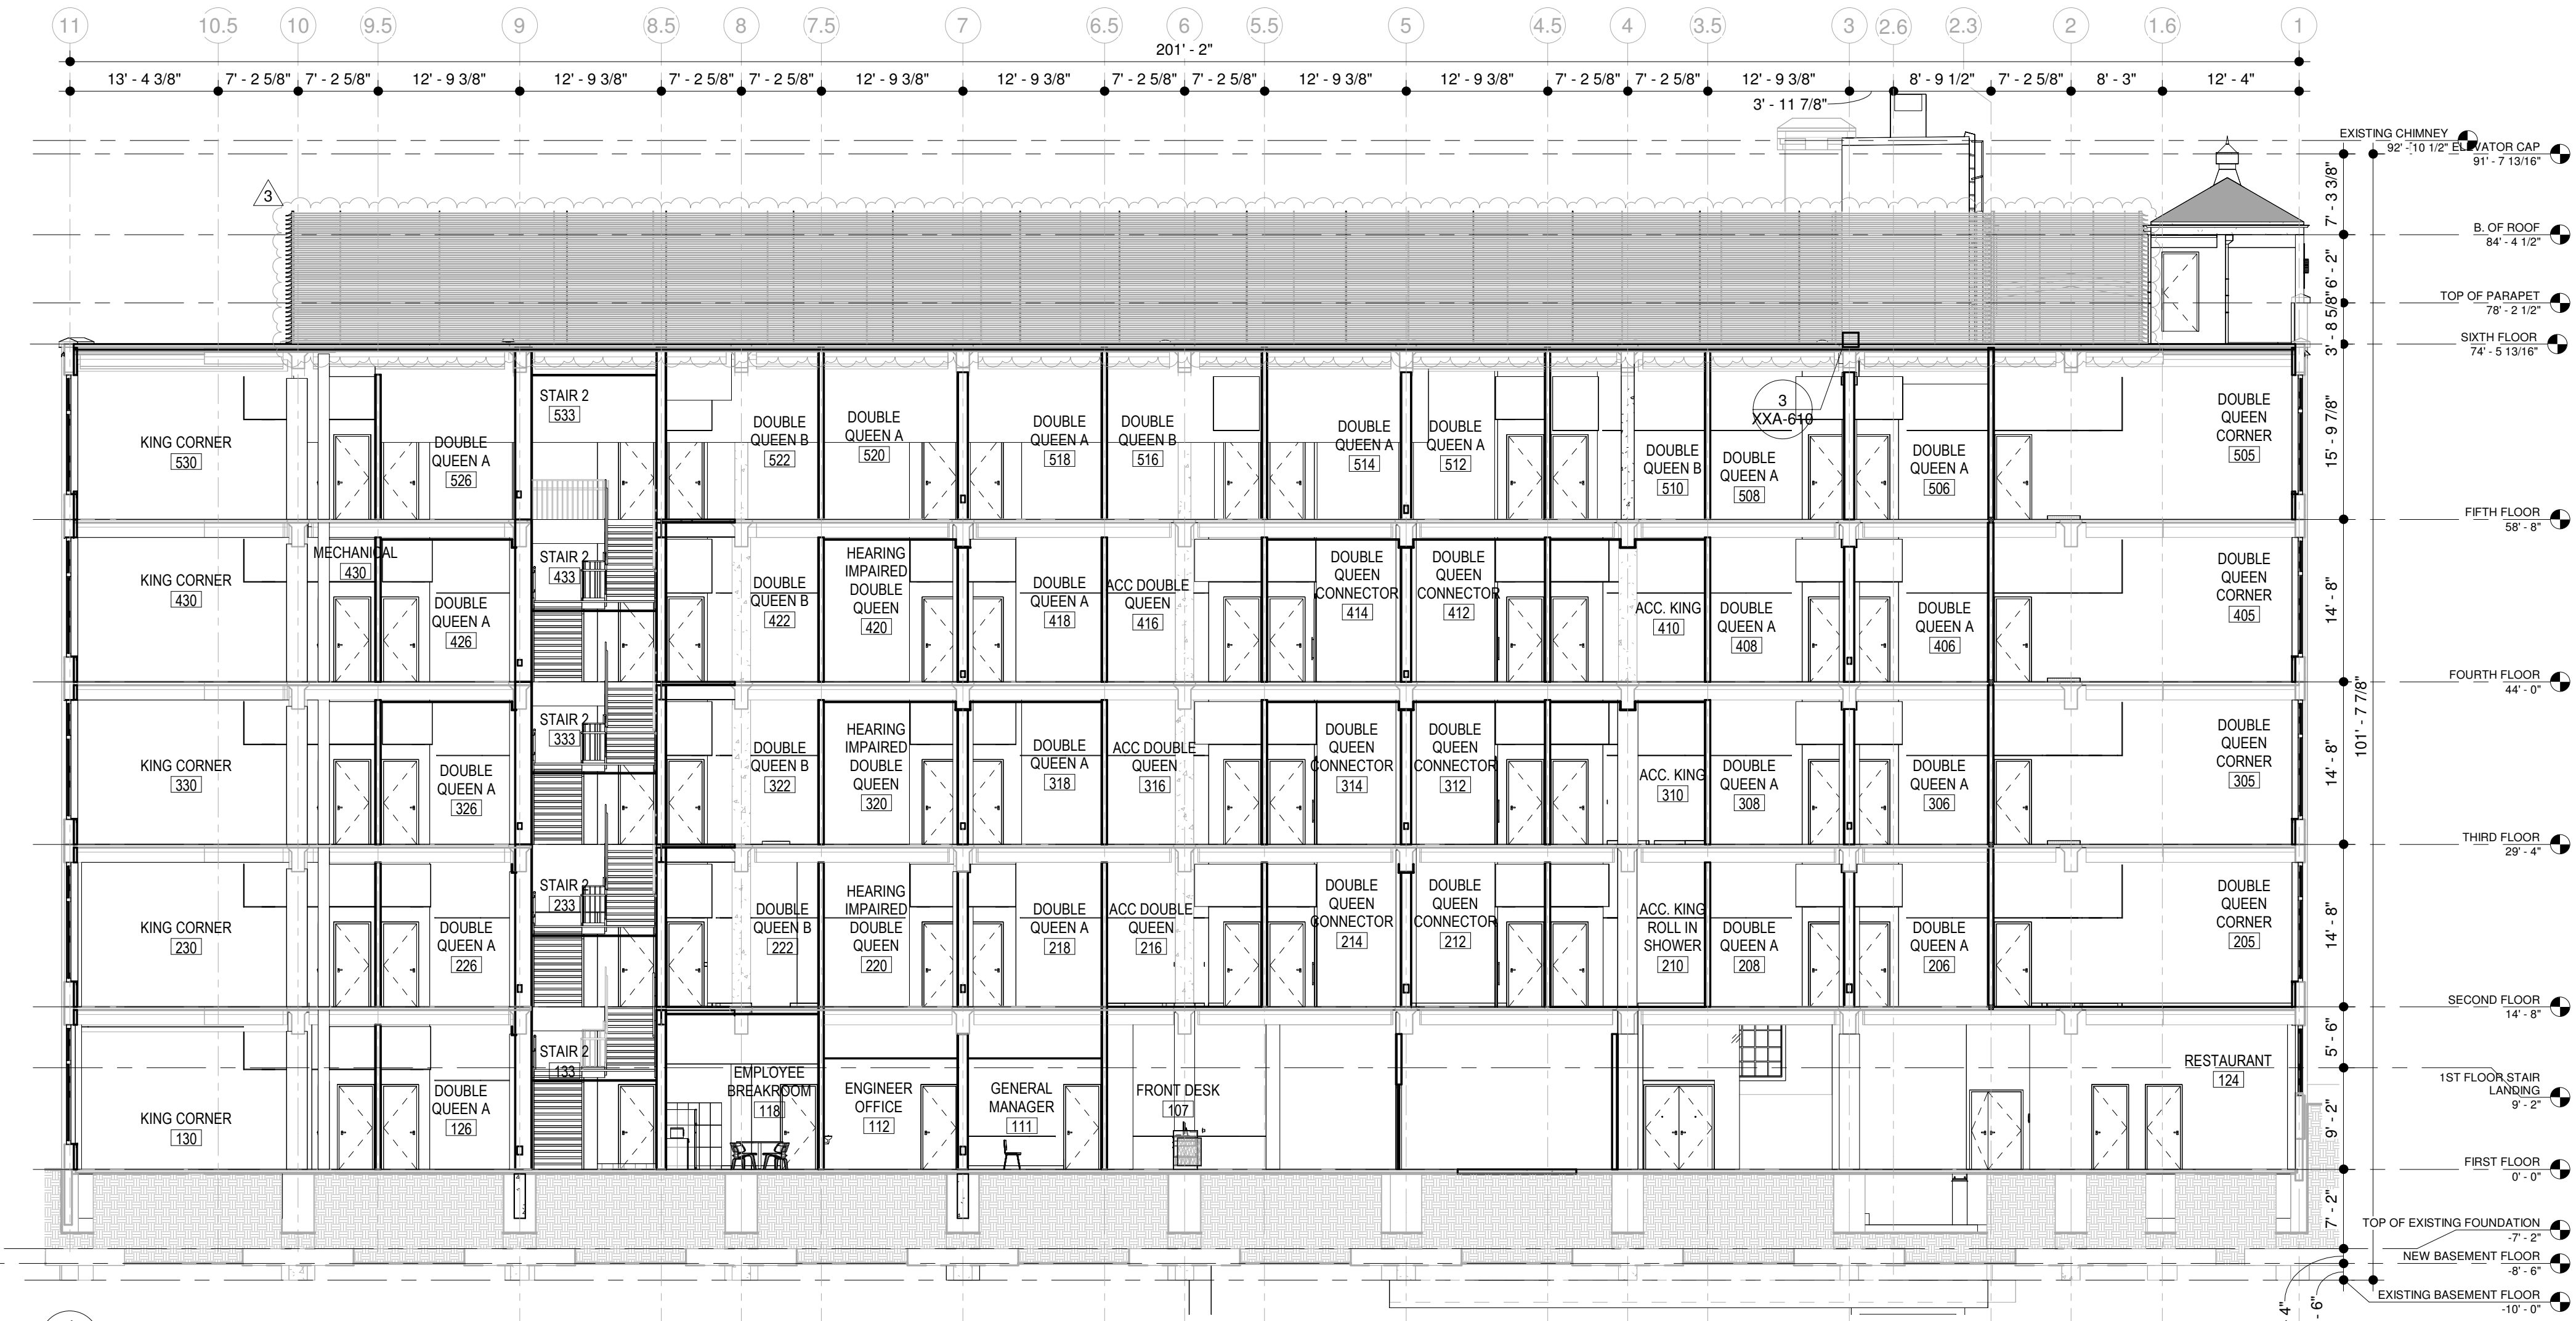 11 10.5 10 9.5 9 8.5 8 7.5 7 6.5 6 5.5 5 4.5 4 3.5 3 2.6 2.3 2 1.6 1
201' - 2"
13' - 4 3/8" 7' - 2 5/8" 7' - 2 5/8" 12' - 9 3/8" 12' - 9 3/8" 7' - 2 5/8" 7' - 2 5/8" 12' - 9 3/8" 12' - 9 3/8" 7' - 2 5/8" 7' - 2 5/8" 12' - 9 3/8" 12' - 9 3/8" 7' - 2 5/8" 7' - 2 5/8" 12' - 9 3/8" 8' - 9 1/2" 7' - 2 5/8" 8' - 3" 12' - 4"
3' - 11 7/8"
EXISTING CHIMNEY
92' - 10 1/2"
ELEVATOR CAP
91' - 7 13/16"
7' - 3 3/8"
3
B. OF ROOF
84' - 4 1/2"
6' - 2"
TOP OF PARAPET
78' - 2 1/2"
3' - 8 5/8"
SIXTH FLOOR
74' - 5 13/16"
KING CORNER
530
DOUBLE
QUEEN A
526
STAIR 2
533
DOUBLE
QUEEN B
522
DOUBLE
QUEEN A
520
DOUBLE
QUEEN A
518
DOUBLE
QUEEN B
516
DOUBLE
QUEEN A
514
DOUBLE
QUEEN A
512
DOUBLE
QUEEN B
510
DOUBLE
QUEEN A
508
3
XXA-610
DOUBLE
QUEEN A
506
DOUBLE
QUEEN
CORNER
505
15' - 9 7/8"
FIFTH FLOOR
58' - 8"
KING CORNER
430
MECHANICAL
430
DOUBLE
QUEEN A
426
STAIR 2
433
DOUBLE
QUEEN B
422
HEARING
IMPAIRED
DOUBLE
QUEEN
420
DOUBLE
QUEEN A
418
ACC DOUBLE
QUEEN
416
DOUBLE
QUEEN
CONNECTOR
414
DOUBLE
QUEEN
CONNECTOR
412
ACC. KING
410
DOUBLE
QUEEN A
408
DOUBLE
QUEEN A
406
DOUBLE
QUEEN
CORNER
405
14' - 8"
FOURTH FLOOR
44' - 0"
101' - 7 7/8"
KING CORNER
330
DOUBLE
QUEEN A
326
STAIR 2
333
DOUBLE
QUEEN B
322
HEARING
IMPAIRED
DOUBLE
QUEEN
320
DOUBLE
QUEEN A
318
ACC DOUBLE
QUEEN
316
DOUBLE
QUEEN
CONNECTOR
314
DOUBLE
QUEEN
CONNECTOR
312
ACC. KING
310
DOUBLE
QUEEN A
308
DOUBLE
QUEEN A
306
DOUBLE
QUEEN
CORNER
305
14' - 8"
THIRD FLOOR
29' - 4"
KING CORNER
230
DOUBLE
QUEEN A
226
STAIR 2
233
DOUBLE
QUEEN B
222
HEARING
IMPAIRED
DOUBLE
QUEEN
220
DOUBLE
QUEEN A
218
ACC DOUBLE
QUEEN
216
DOUBLE
QUEEN
CONNECTOR
214
DOUBLE
QUEEN
CONNECTOR
212
ACC. KING
ROLL IN
SHOWER
210
DOUBLE
QUEEN A
208
DOUBLE
QUEEN A
206
DOUBLE
QUEEN
CORNER
205
14' - 8"
SECOND FLOOR
14' - 8"
5' - 6"
KING CORNER
130
DOUBLE
QUEEN A
126
STAIR 2
133
EMPLOYEE
BREAKROOM
118
ENGINEER
OFFICE
112
GENERAL
MANAGER
111
FRONT DESK
107
RESTAURANT
124
1ST FLOOR STAIR
LANDING
9' - 2"
9' - 2"
FIRST FLOOR
0' - 0"
7' - 2"
TOP OF EXISTING FOUNDATION
-7' - 2"
NEW BASEMENT FLOOR
-8' - 6"
EXISTING BASEMENT FLOOR
-10' - 0"